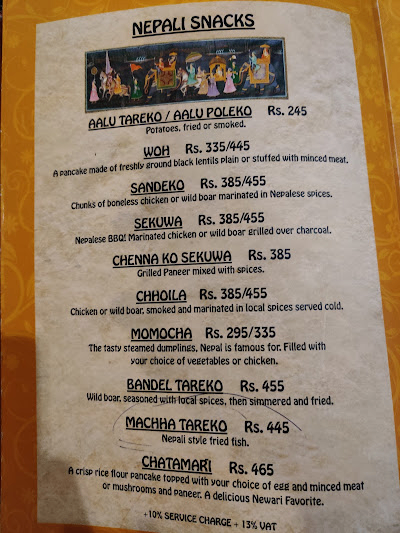 NEPALI SNACKS
AALU TAREKO / AALU POLEKO Rs. 245
Potatoes, fried or smoked.
WOH Rs. 335/445
A pancake made of freshly ground black lentils plain or stuffed with minced meat.
SANDEKO Rs. 385/455
Chunks of boneless chicken or wild boar marinated in Nepalese spices.
SEKUWA Rs. 385/455
Nepalese BBQ! Marinated chicken or wild boar grilled over charcoal.
CHENNA KO SEKUWA Rs. 385
Grilled Paneer mixed with spices.
CHHOILA Rs. 385/455
Chicken or wild boar, smoked and marinated in local spices served cold.
MOMOCHA Rs. 295/335
The tasty steamed dumplings, Nepal is famous for. Filled with
your choice of vegetables or chicken.
BANDEL TAREKO Rs. 455
Wild boar, seasoned with local spices, then simmered and fried.
MACHHA TAREKO Rs. 445
Nepali style fried fish.
CHATAMARI Rs. 465
A crisp rice flour pancake topped with your choice of egg and minced meat
or mushrooms and paneer. A delicious Newari Favorite.
+10% SERVICE CHARGE + 13% VAT